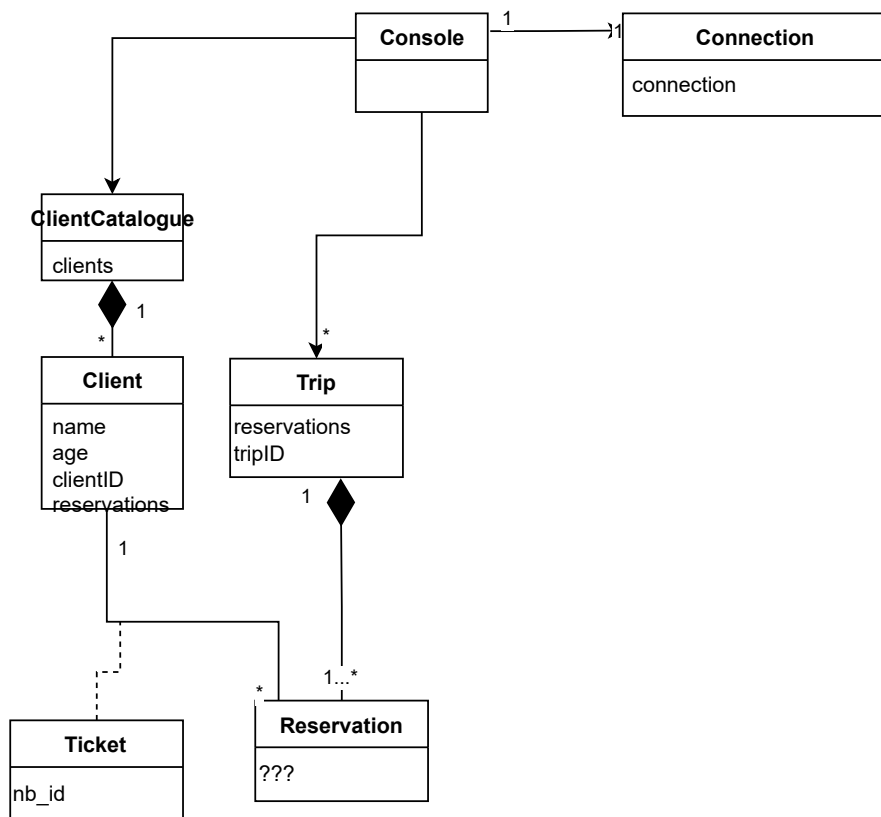 Console
1
1
Connection
connection
ClientCatalogue
clients
1
*
*
Client
name
age
clientID
reservations
Trip
reservations
tripID
1
1
1...*
*
Ticket
nb_id
Reservation
???